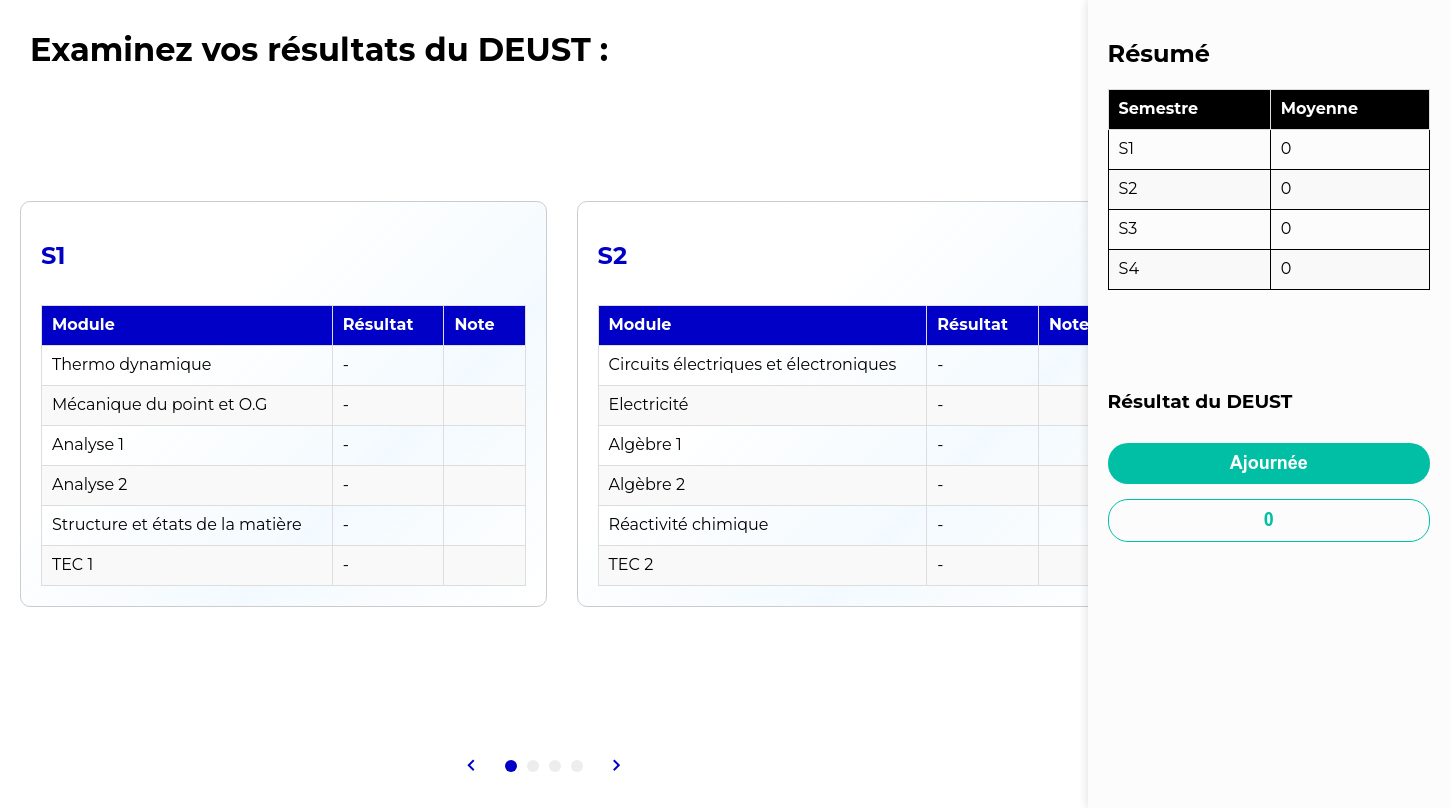 Examinez vos résultats du DEUST :
S1
Module Résultat Note
Thermo dynamique -
Mécanique du point et O.G -
Analyse 1 -
Analyse 2 -
Structure et états de la matière -
TEC 1 -
S2
Module Résultat Note
Circuits électriques et électroniques -
Electricité -
Algèbre 1 -
Algèbre 2 -
Réactivité chimique -
TEC 2 -
Résumé
Semestre Moyenne
S1 0
S2 0
S3 0
S4 0
Résultat du DEUST
Ajournée
0